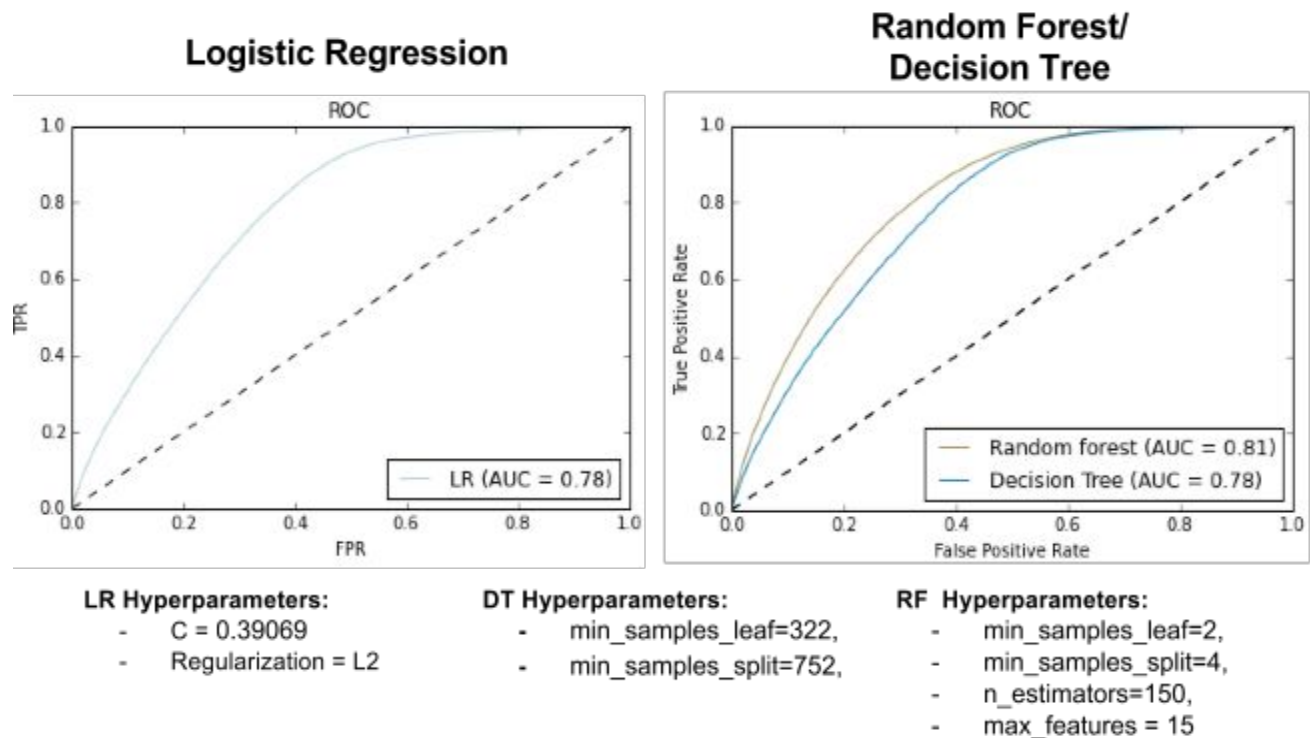 Logistic Regression
Random Forest/
Decision Tree
ROC
1.0
0.8
0.6
0.4
0.2
0.0
TPR
0.0 0.2 0.4 0.6 0.8 1.0
FPR
LR (AUC = 0.78)
ROC
1.0
0.8
0.6
0.4
0.2
0.0
True Positive Rate
0.0 0.2 0.4 0.6 0.8 1.0
False Positive Rate
Random forest (AUC = 0.81)
Decision Tree (AUC = 0.78)
LR Hyperparameters:
- C = 0.39069
- Regularization = L2
DT Hyperparameters:
- min_samples_leaf=322,
- min_samples_split=752,
RF Hyperparameters:
- min_samples_leaf=2,
- min_samples_split=4,
- n_estimators=150,
- max_features = 15